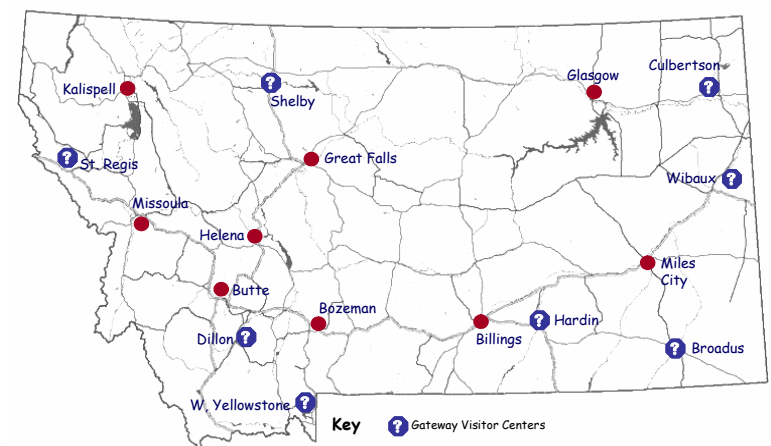 Culbertson
Glasgow
Kalispell
Shelby
Great Falls
St. Regis
Wibaux
Missoula
Helena
Miles
City
Butte
Bozeman
Hardin
Dillon
Billings
Broadus
W. Yellowstone
Key
Gateway Visitor Centers